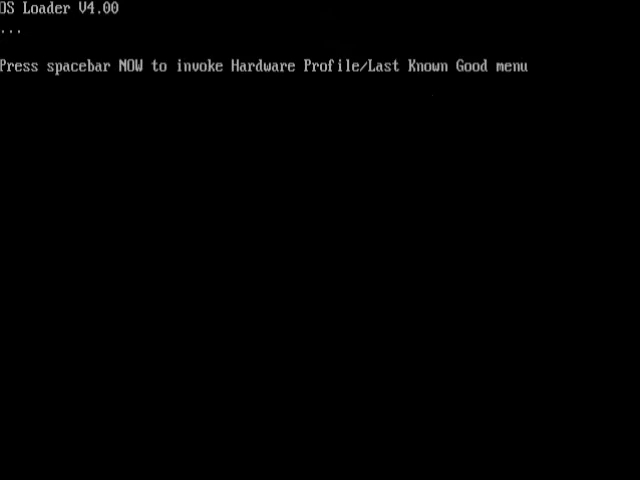 OS Loader V4.00
...
Press spacebar NOW to invoke Hardware Profile/Last Known Good menu